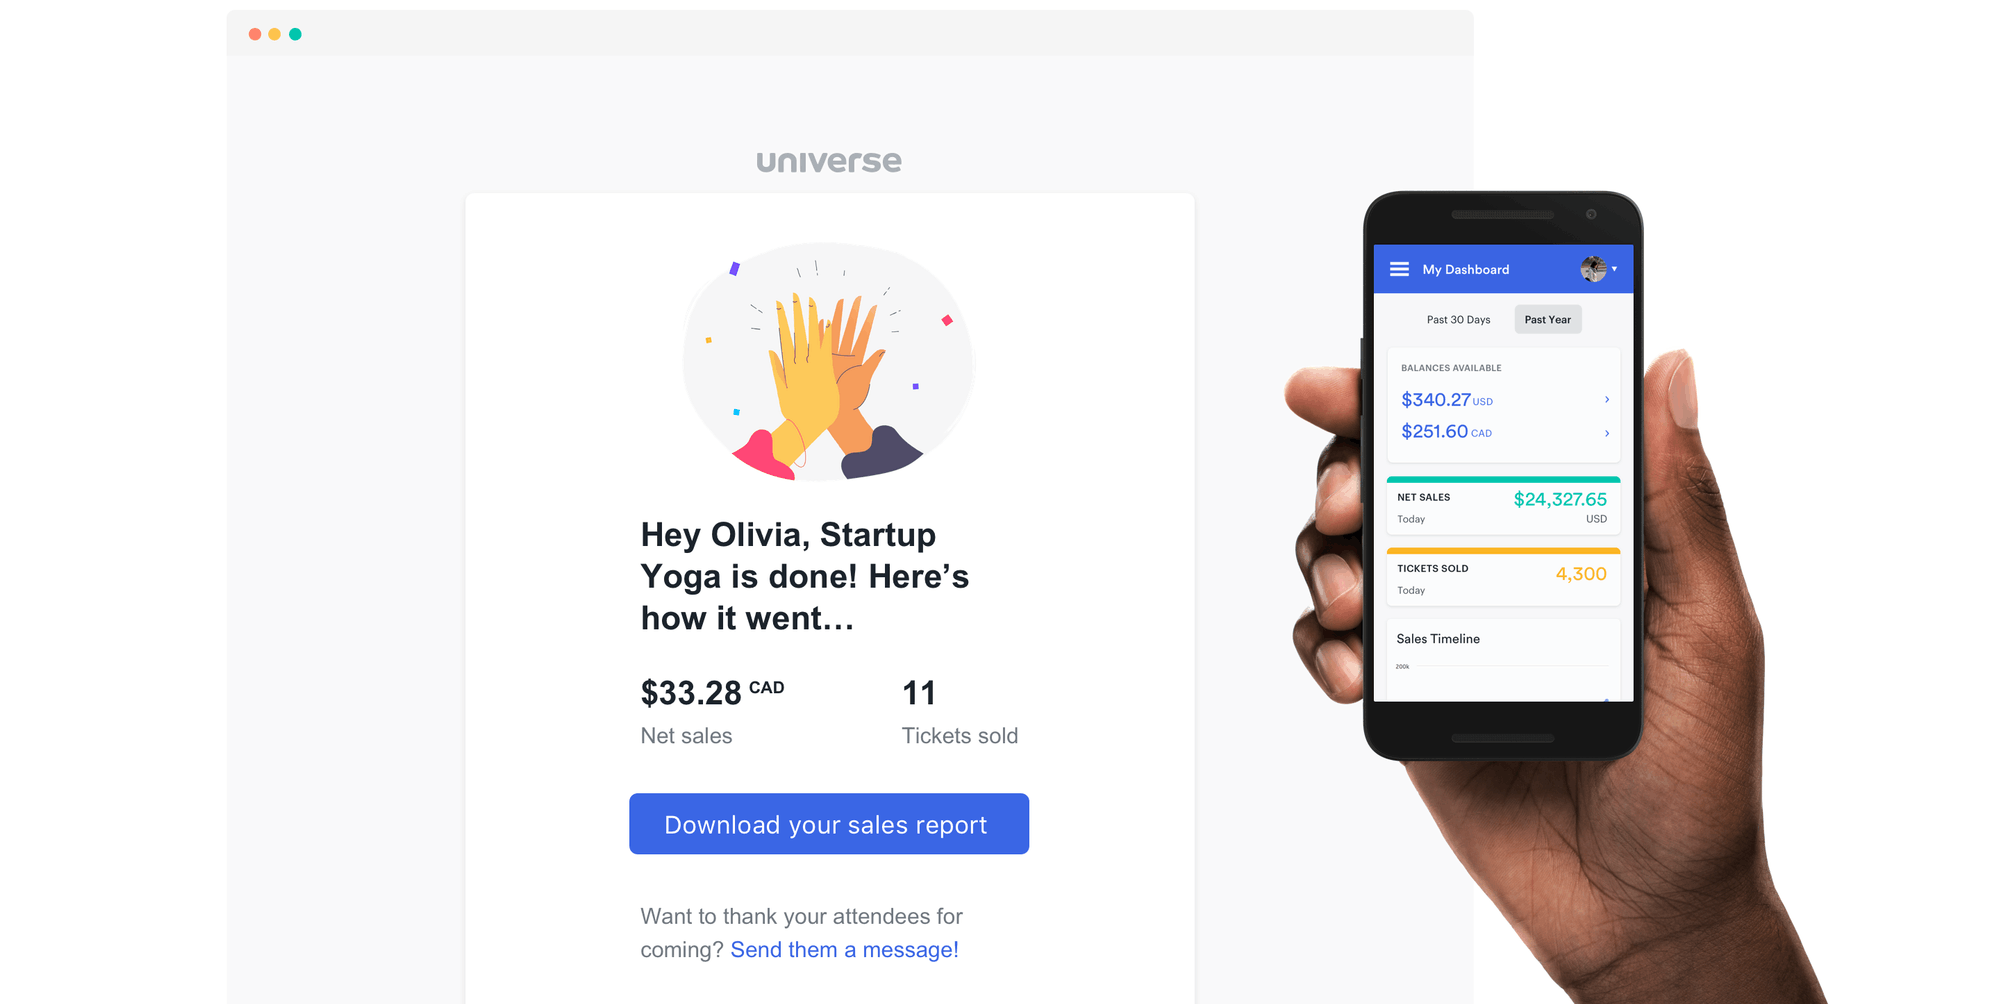 universe
Hey Olivia, Startup
Yoga is done! Here’s
how it went…
$33.28 CAD
Net sales
11
Tickets sold
Download your sales report
Want to thank your attendees for
coming? Send them a message!
My Dashboard
Past 30 Days
Past Year
BALANCES AVAILABLE
$340.27 USD
$251.60 CAD
NET SALES
$24,327.65
Today
USD
TICKETS SOLD
4,300
Today
Sales Timeline
200k